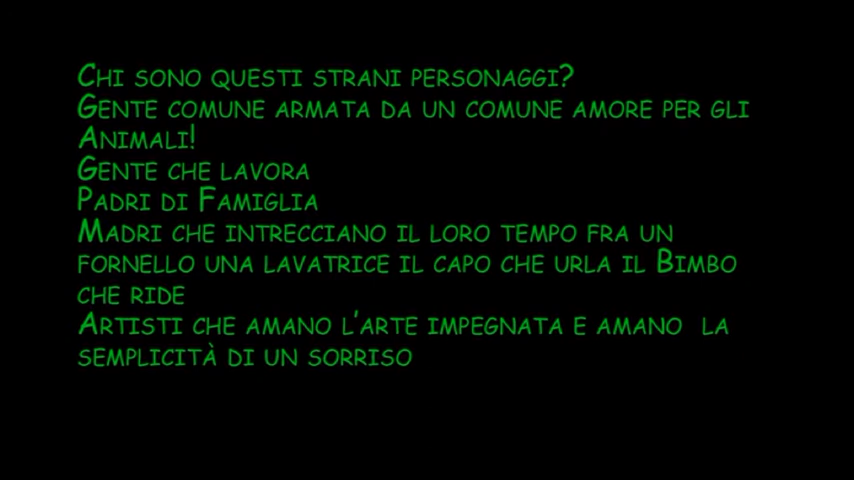 Chi sono questi strani personaggi?
Gente comune armata da un comune amore per gli
Animali!
Gente che lavora
Padri di Famiglia
Madri che intrecciano il loro tempo fra un
fornello una lavatrice il capo che urla il Bimbo
che ride
Artisti che amano l'arte impegnata e amano  la
semplicità di un sorriso